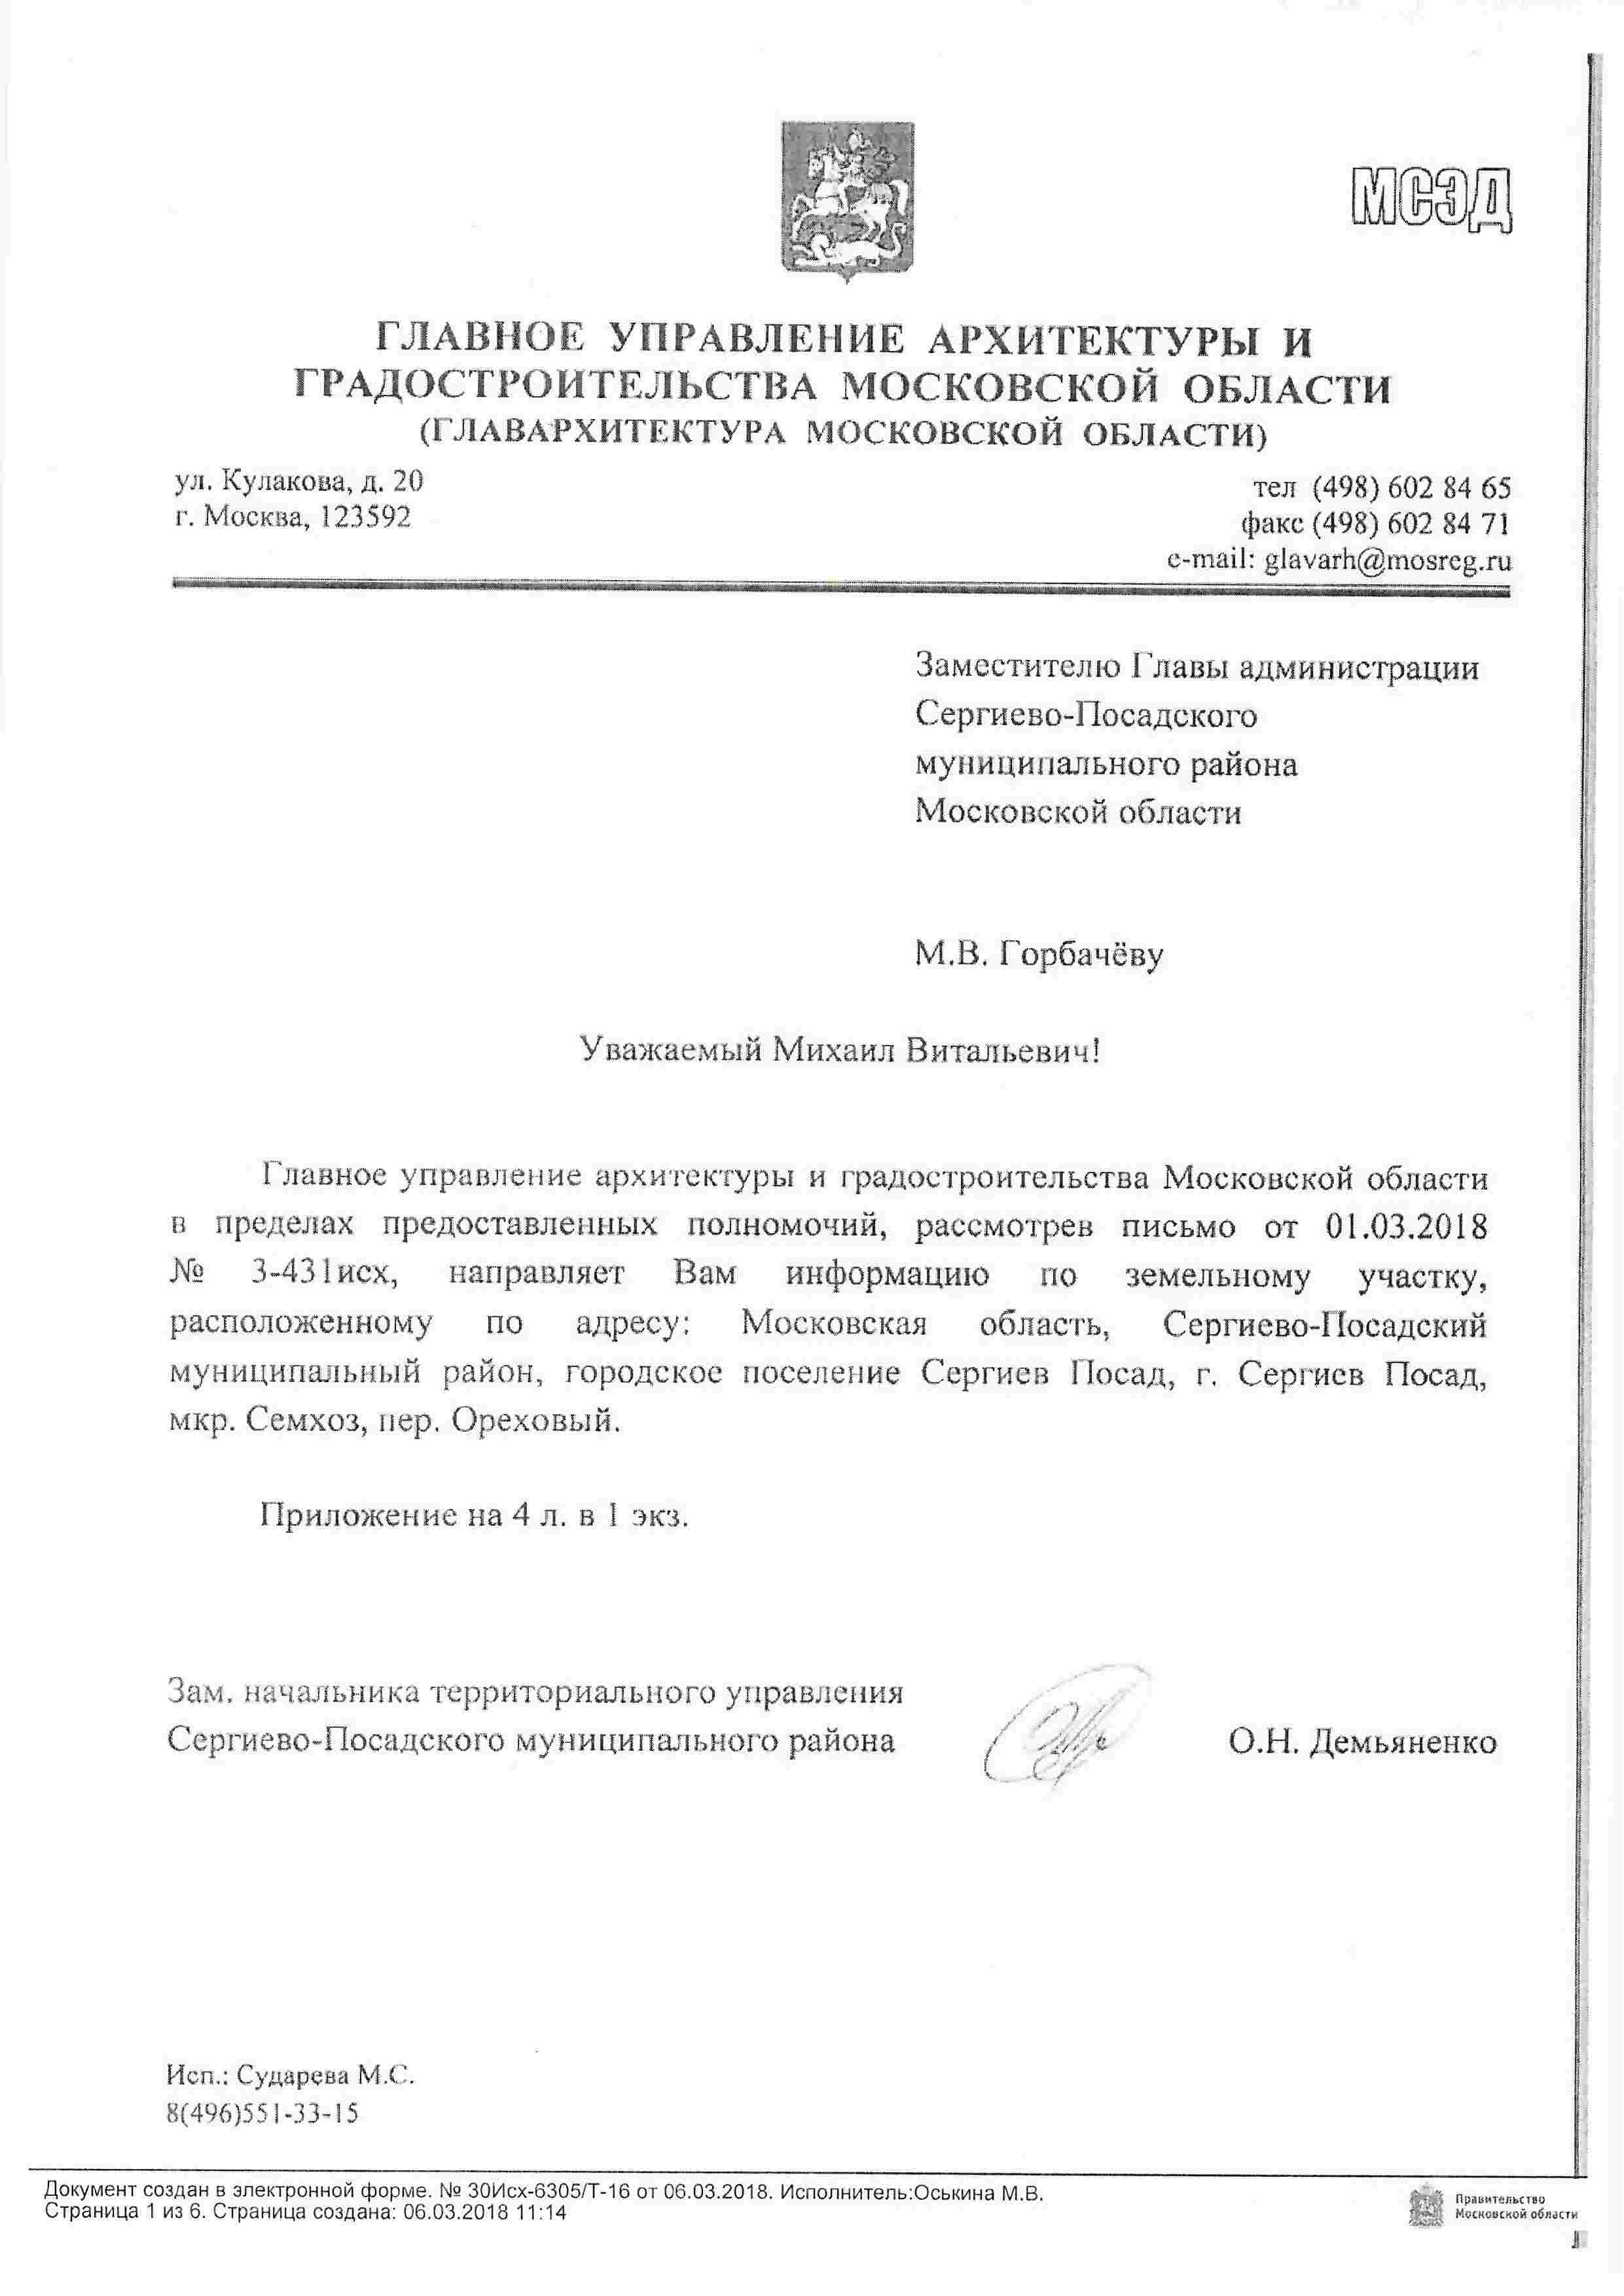 МСЭД
ГЛАВНОЕ УПРАВЛЕНИЕ АРХИТЕКТУРЫ И
ГРАДОСТРОИТЕЛЬСТВА МОСКОВСКОЙ ОБЛАСТИ
(ГЛАВАРХИТЕКТУРА МОСКОВСКОЙ ОБЛАСТИ)
ул. Кулакова, д. 20
г. Москва, 123592
тел (498) 602 84 65
факс (498) 602 84 71
e-mail: glavarh@mosreg.ru
Заместителю Главы администрации
Сергиево-Посадского
муниципального района
Московской области
М.В. Горбачёву
Уважаемый Михаил Витальевич!
Главное управление архитектуры и градостроительства Московской области
в пределах предоставленных полномочий, рассмотрев письмо от 01.03.2018
№ 3-431исх, направляет Вам информацию по земельному участку,
расположенному по адресу: Московская область, Сергиево-Посадский
муниципальный район, городское поселение Сергиев Посад, г. Сергиев Посад,
мкр. Семхоз, пер. Ореховый.
Приложение на 4 л. в 1 экз.
Зам. начальника территориального управления
Сергиево-Посадского муниципального района
О.Н. Демьяненко
Исп.: Сударева М.С.
8(496)551-33-15
Документ создан в электронной форме. № 30Исх-6305/Т-16 от 06.03.2018. Исполнитель:Оськина М.В.
Страница 1 из 6. Страница создана: 06.03.2018 11:14
Правительство
Московской области